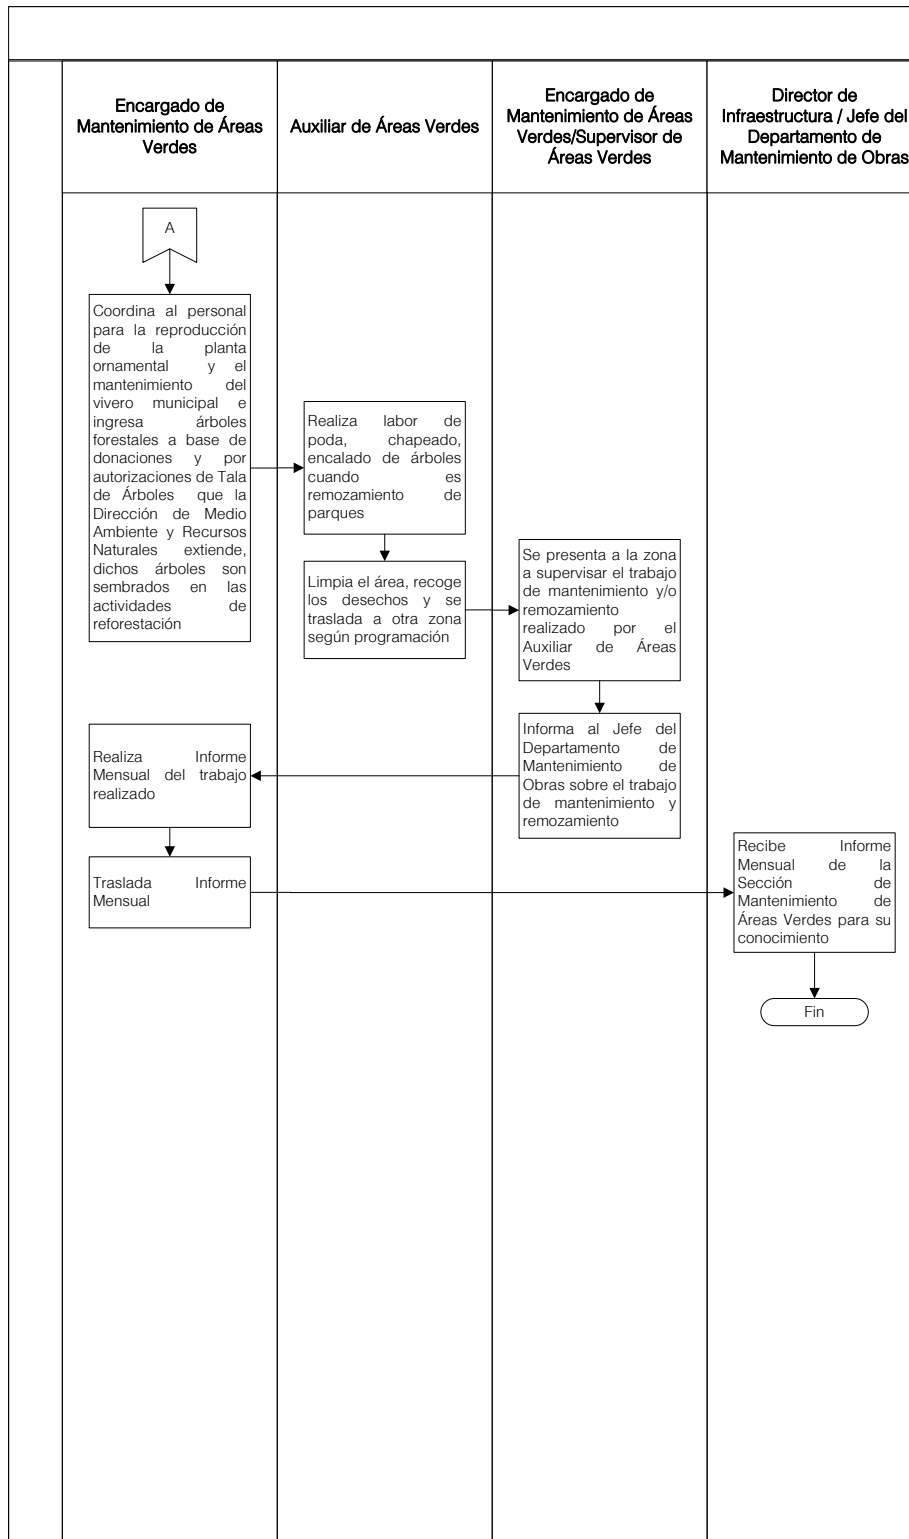 Encargado de
Mantenimiento de Áreas
Verdes
Auxiliar de Áreas Verdes
Encargado de
Mantenimiento de Áreas
Verdes/Supervisor de
Áreas Verdes
Director de
Infraestructura / Jefe del
Departamento de
Mantenimiento de Obras
A
Coordina al personal
para la reproducción
de la planta
ornamental y el
mantenimiento del
vivero municipal e
ingresa árboles
forestales a base de
donaciones y por
autorizaciones de Tala
de Árboles que la
Dirección de Medio
Ambiente y Recursos
Naturales extiende,
dichos árboles son
sembrados en las
actividades de
reforestación
Realiza labor de
poda, chapeado,
encalado de árboles
cuando es
remozamiento de
parques
Limpia el área, recoge
los desechos y se
traslada a otra zona
según programación
Se presenta a la zona
a supervisar el trabajo
de mantenimiento y/o
remozamiento
realizado por el
Auxiliar de Áreas
Verdes
Informa al Jefe del
Departamento de
Mantenimiento de
Obras sobre el trabajo
de mantenimiento y
remozamiento
Realiza Informe
Mensual del trabajo
realizado
Traslada Informe
Mensual
Recibe Informe
Mensual de la
Sección de
Mantenimiento de
Áreas Verdes para su
conocimiento
Fin